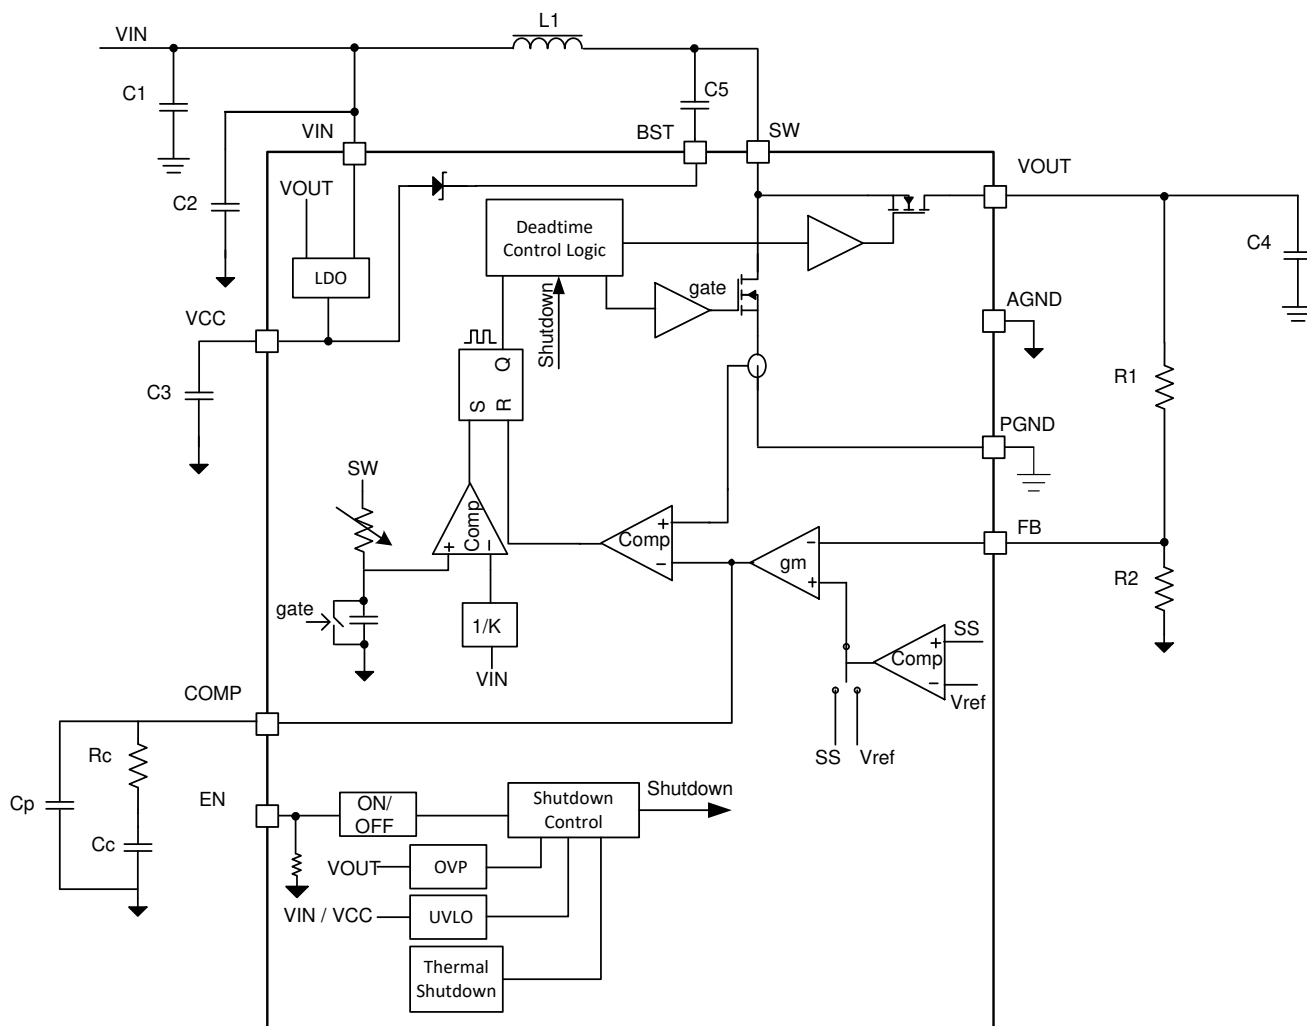 L1
VIN
C1
C5
VIN
BST
SW
VOUT
VOUT
C2
Deadtime
Control Logic
C4
LDO
gate
AGND
VCC
Shutdown
Q
S
R
C3
R1
PGND
SW
Comp
+
−
Comp
+
−
FB
gm
−
+
R2
gate
1/K
VIN
SS
Comp
+
−
Vref
COMP
SS
Vref
Rc
Cp
Cc
EN
ON/
OFF
Shutdown
Control
Shutdown
VOUT
OVP
VIN / VCC
UVLO
Thermal
Shutdown